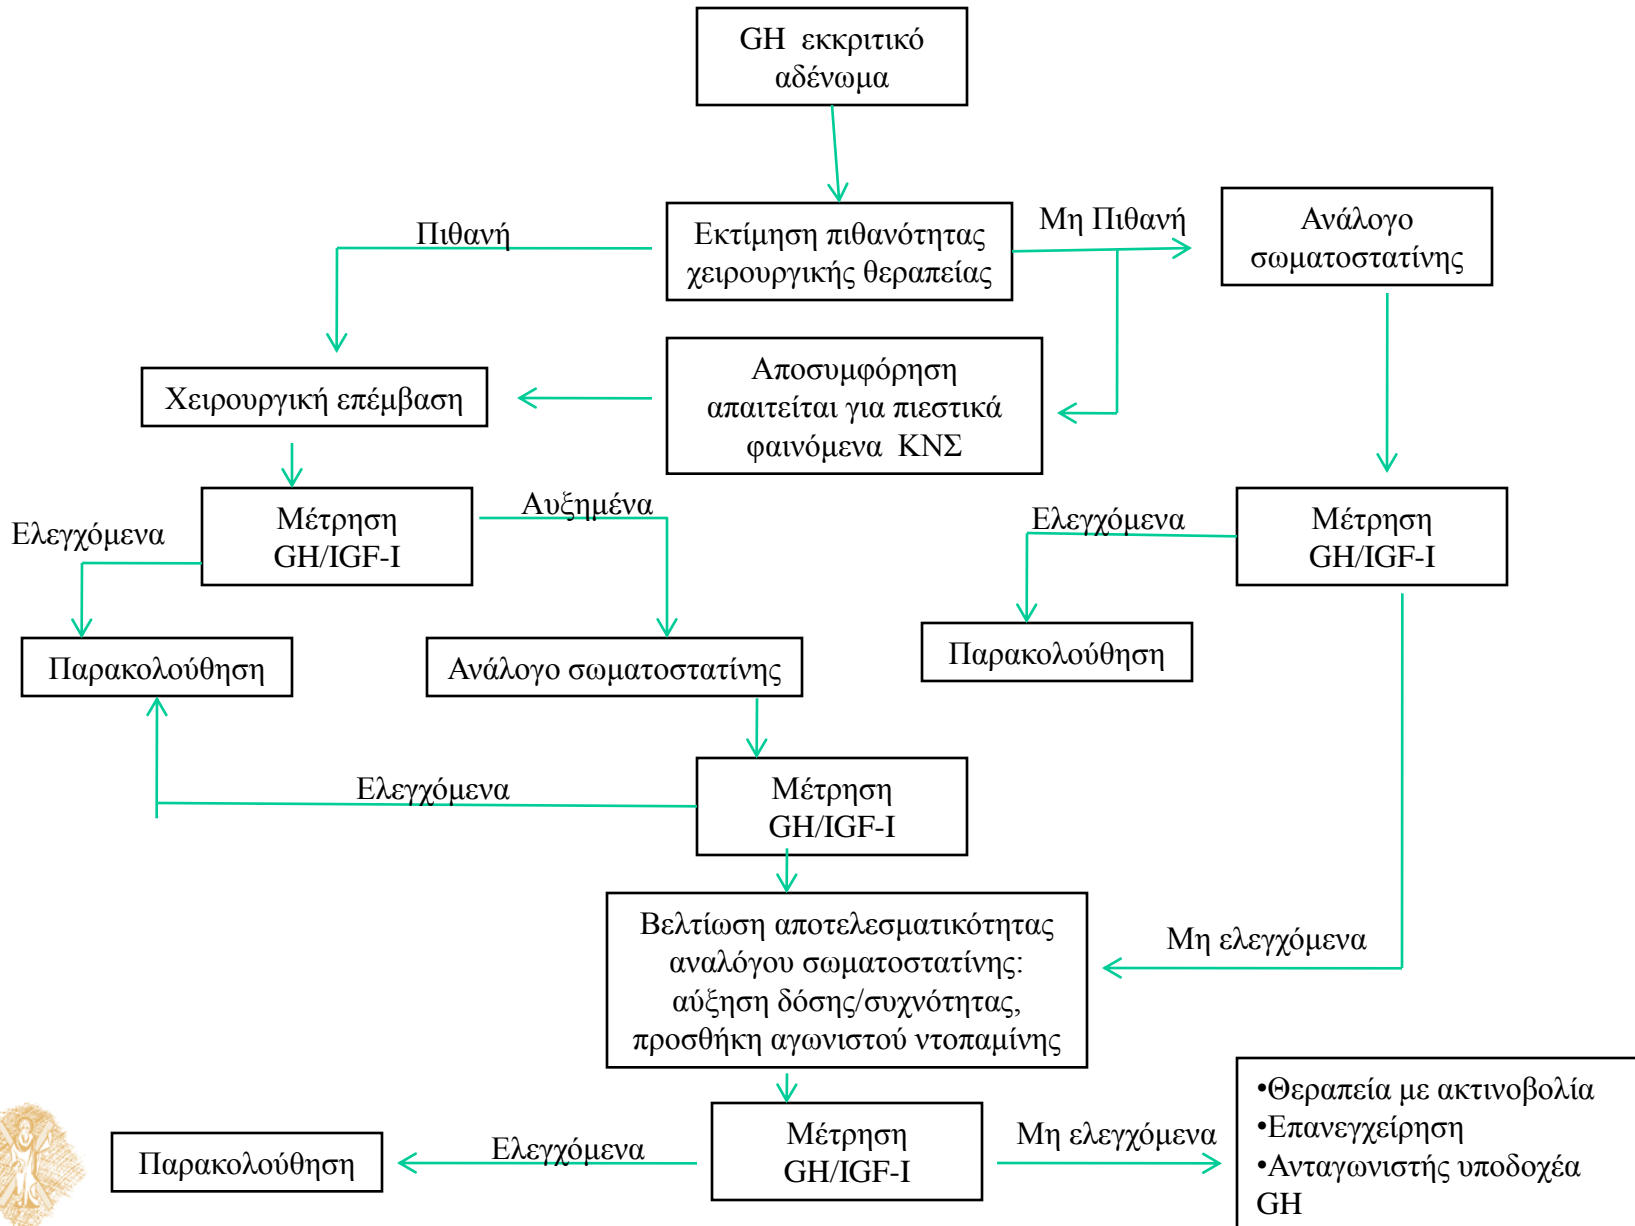 GH εκκριτικό
αδένωμα
Πιθανή
Εκτίμηση πιθανότητας
χειρουργικής θεραπείας
Μη Πιθανή
Ανάλογο
σωματοστατίνης
Χειρουργική επέμβαση
Αποσυμφόρηση
απαιτείται για πιεστικά
φαινόμενα ΚΝΣ
Ελεγχόμενα
Μέτρηση
GH/IGF-I
Αυξημένα
Ελεγχόμενα
Μέτρηση
GH/IGF-I
Παρακολούθηση
Ανάλογο σωματοστατίνης
Παρακολούθηση
Ελεγχόμενα
Μέτρηση
GH/IGF-I
Βελτίωση αποτελεσματικότητας
αναλόγου σωματοστατίνης:
αύξηση δόσης/συχνότητας,
προσθήκη αγωνιστού ντοπαμίνης
Μη ελεγχόμενα
Παρακολούθηση
Ελεγχόμενα
Μέτρηση
GH/IGF-I
Μη ελεγχόμενα
•Θεραπεία με ακτινοβολία
•Επανεγχείρηση
•Ανταγωνιστής υποδοχέα
GH